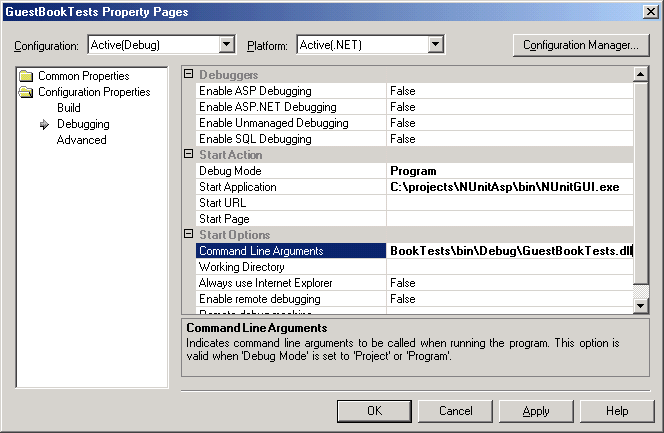 GuestBookTests Property Pages
Configuration: Active(Debug) Platform: Active(.NET) Configuration Manager...
Common Properties
Configuration Properties
Build
Debugging
Advanced
Debuggers
Enable ASP Debugging False
Enable ASP.NET Debugging False
Enable Unmanaged Debugging False
Enable SQL Debugging False
Start Action
Debug Mode Program
Start Application C:\projects\NUnitAsp\bin\NUnitGUI.exe
Start URL
Start Page
Start Options
Command Line Arguments BookTests\bin\Debug\GuestBookTests.dll
Working Directory
Always use Internet Explorer False
Enable remote debugging False
Remote debug machine
Command Line Arguments
Indicates command line arguments to be called when running the program. This option is
valid when 'Debug Mode' is set to 'Project' or 'Program'.
OK Cancel Apply Help